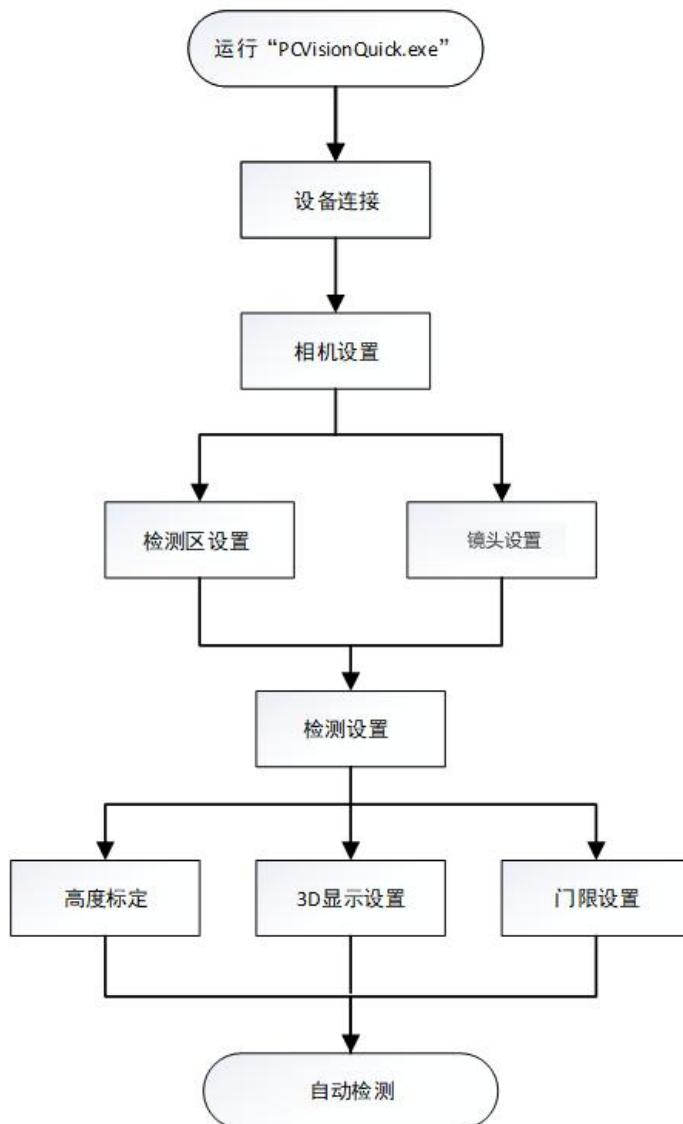 运行“PCVisionQuick.exe”
设备连接
相机设置
检测区设置
镜头设置
检测设置
高度标定
3D显示设置
门限设置
自动检测